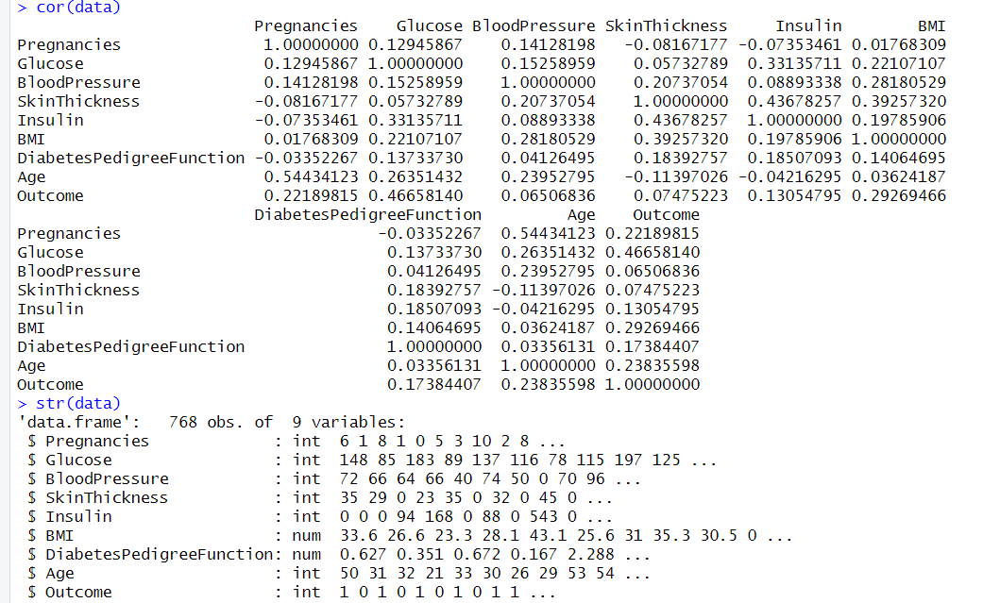 > cor(data)
Pregnancies Glucose BloodPressure SkinThickness Insulin BMI
Pregnancies 1.00000000 0.12945867 0.14128198 -0.08167177 -0.07353461 0.01768309
Glucose 0.12945867 1.00000000 0.15258959 0.05732789 0.33135711 0.22107107
BloodPressure 0.14128198 0.15258959 1.00000000 0.20737054 0.08893338 0.28180529
SkinThickness -0.08167177 0.05732789 0.20737054 1.00000000 0.43678257 0.39257320
Insulin -0.07353461 0.33135711 0.08893338 0.43678257 1.00000000 0.19785906
BMI 0.01768309 0.22107107 0.28180529 0.39257320 0.19785906 1.00000000
DiabetesPedigreeFunction -0.03352267 0.13733730 0.04126495 0.18392757 0.18507093 0.14064695
Age 0.54434123 0.26351432 0.23952795 -0.11397026 -0.04216295 0.03624187
Outcome 0.22189815 0.46658140 0.06506836 0.07475223 0.13054795 0.29269466
DiabetesPedigreeFunction Age Outcome
Pregnancies -0.03352267 0.54434123 0.22189815
Glucose 0.13733730 0.26351432 0.46658140
BloodPressure 0.04126495 0.23952795 0.06506836
SkinThickness 0.18392757 -0.11397026 0.07475223
Insulin 0.18507093 -0.04216295 0.13054795
BMI 0.14064695 0.03624187 0.29269466
DiabetesPedigreeFunction 1.00000000 0.03356131 0.17384407
Age 0.03356131 1.00000000 0.23835598
Outcome 0.17384407 0.23835598 1.00000000
> str(data)
'data.frame': 768 obs. of 9 variables:
$ Pregnancies : int 6 1 8 1 0 5 3 10 2 8 ...
$ Glucose : int 148 85 183 89 137 116 78 115 197 125 ...
$ BloodPressure : int 72 66 64 66 40 74 50 0 70 96 ...
$ SkinThickness : int 35 29 0 23 35 0 32 0 45 0 ...
$ Insulin : int 0 0 0 94 168 0 88 0 543 0 ...
$ BMI : num 33.6 26.6 23.3 28.1 43.1 25.6 31 35.3 30.5 0 ...
$ DiabetesPedigreeFunction: num 0.627 0.351 0.672 0.167 2.288 ...
$ Age : int 50 31 32 21 33 30 26 29 53 54 ...
$ Outcome : int 1 0 1 0 1 0 1 0 1 1 ...